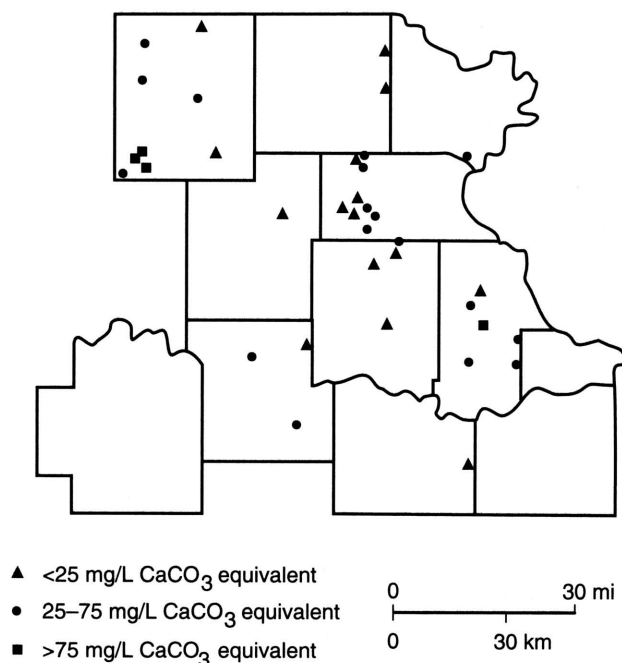 <25 mg/L CaCO3 equivalent
25–75 mg/L CaCO3 equivalent
>75 mg/L CaCO3 equivalent
0 30 mi
0 30 km